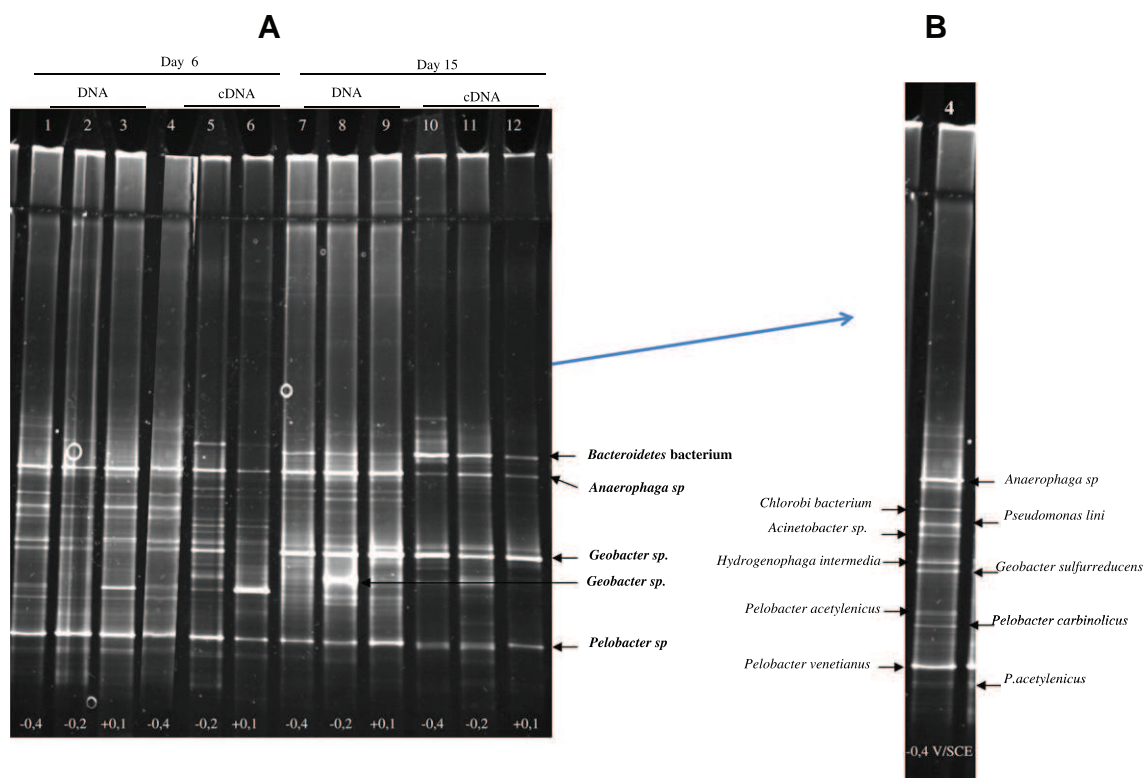 A
B
Day 6
Day 15
DNA
cDNA
DNA
cDNA
1 2 3 4 5 6 7 8 9 10 11 12
4
Bacteroidetes bacterium
Anaerophaga sp
Geobacter sp.
Geobacter sp.
Pelobacter sp
-0,4 -0,2 +0,1 -0,4 -0,2 +0,1 -0,4 -0,2 +0,1 -0,4 -0,2 +0,1
Anaerophaga sp
Chlorobi bacterium
Pseudomonas lini
Acinetobacter sp.
Hydrogenophaga intermedia
Geobacter sulfurreducens
Pelobacter acetylenicus
Pelobacter carbinolicus
Pelobacter venetianus
P.acetylenicus
-0,4 V/SCE